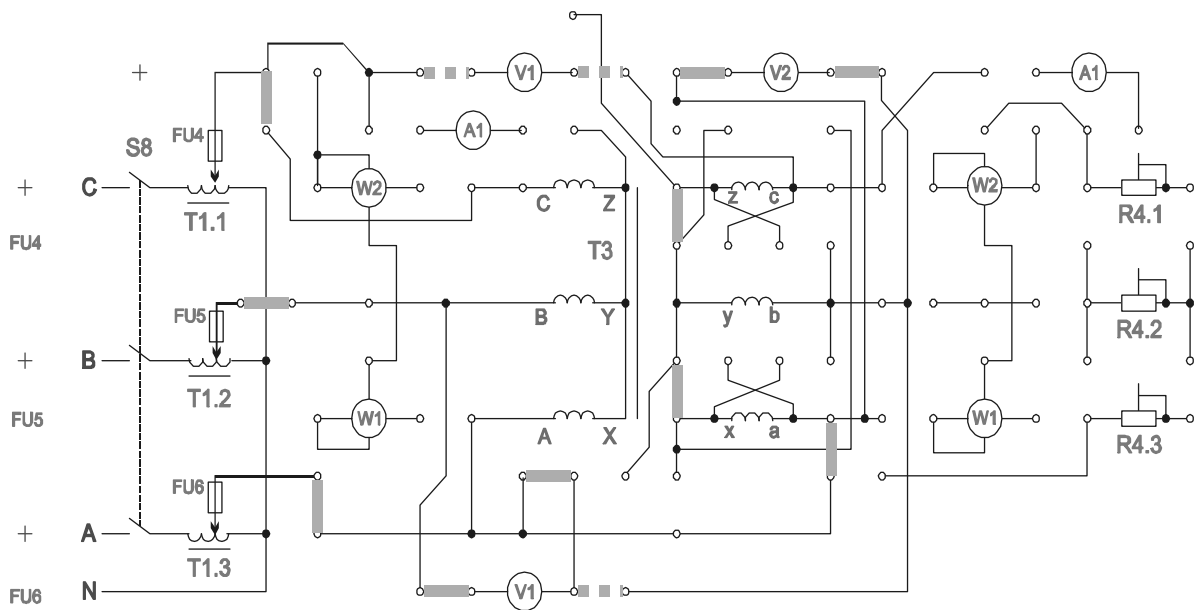 V1 V2 A1
FU4 A1
S8
C W2 C Z z c W2
T1.1 R4.1
FU4 T3
FU5 B Y y b
R4.2
B
T1.2
FU5 W1 A X x a W1
R4.3
FU6
A
T1.3
FU6 N V1